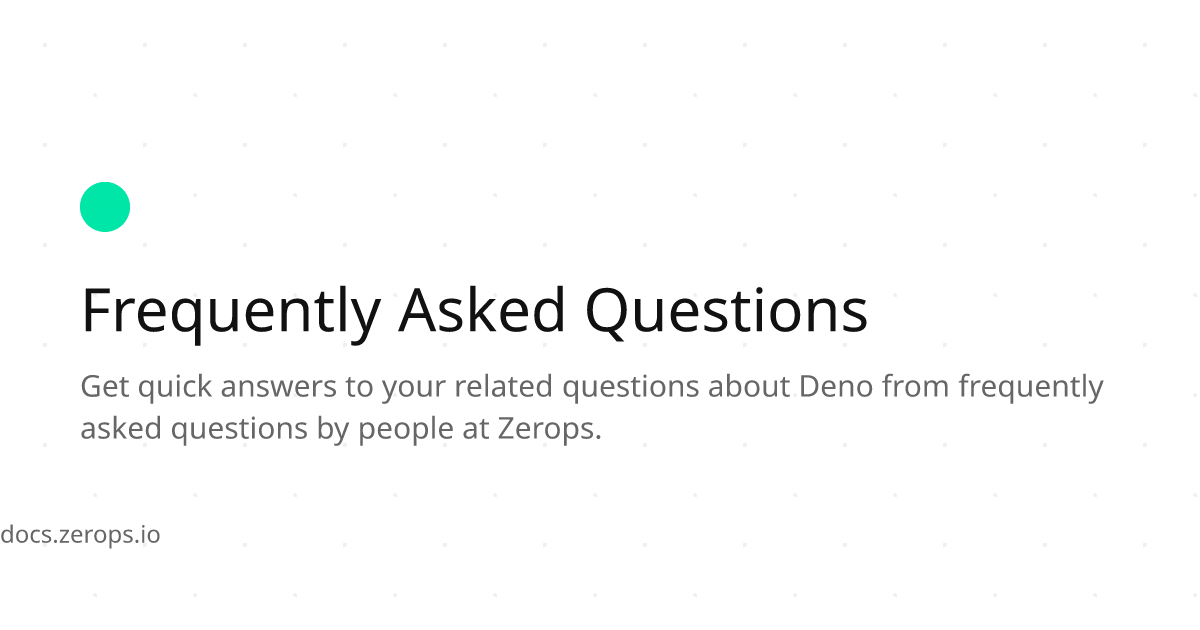 Frequently Asked Questions
Get quick answers to your related questions about Deno from frequently
asked questions by people at Zerops.
docs.zerops.io